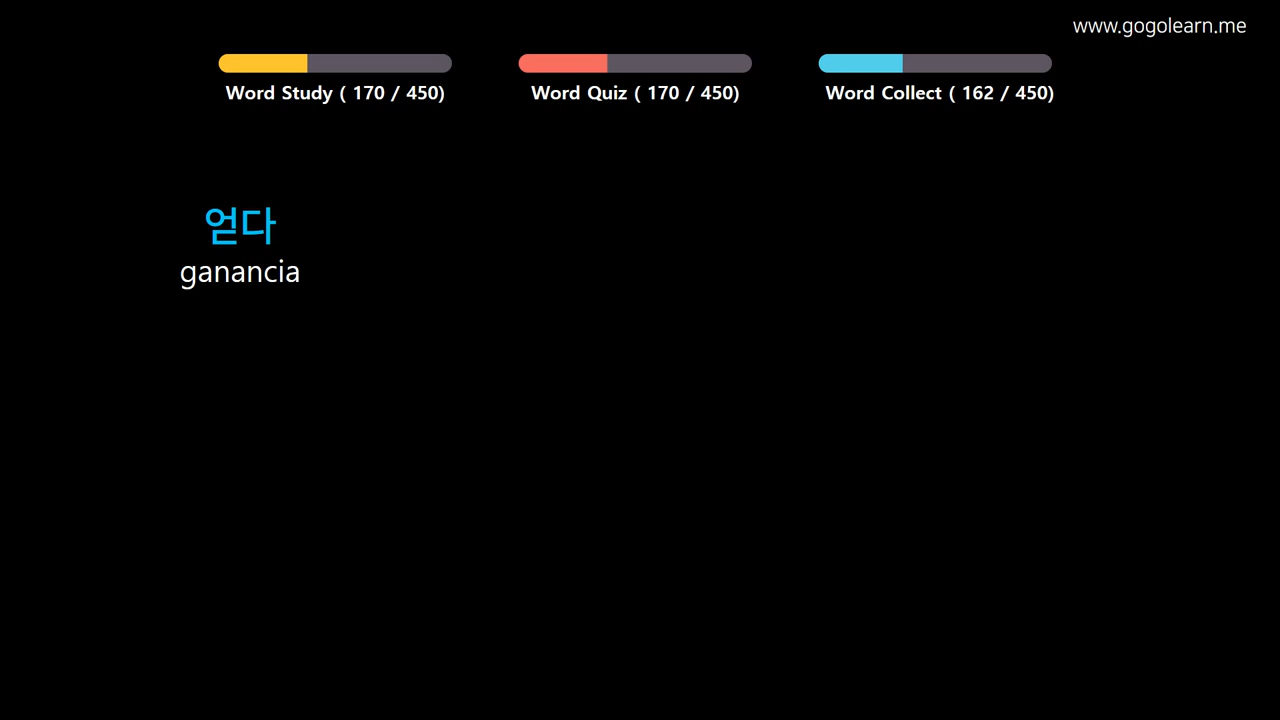 www.gogolearn.me
Word Study ( 170 / 450)
Word Quiz ( 170 / 450)
Word Collect ( 162 / 450)
얻다
ganancia